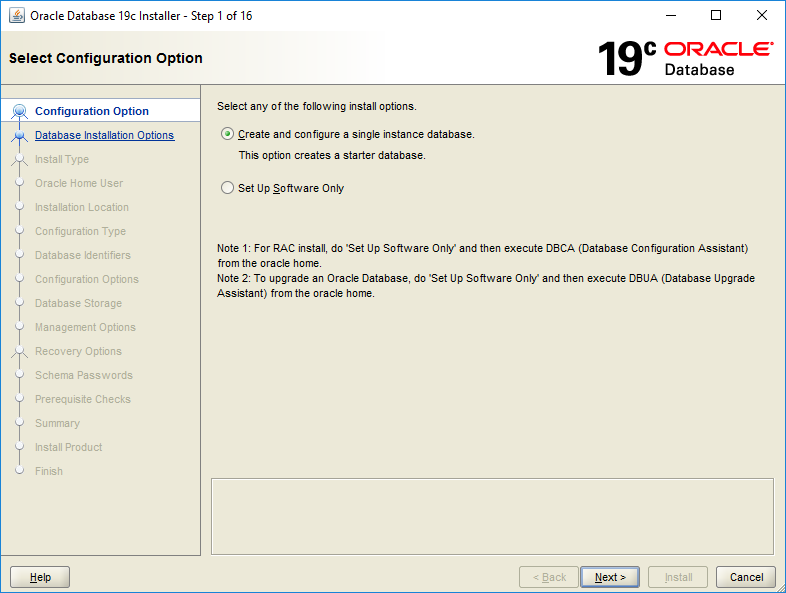 Oracle Database 19c Installer - Step 1 of 16
Select Configuration Option
19c ORACLE
Database
Configuration Option
Database Installation Options
Install Type
Oracle Home User
Installation Location
Configuration Type
Database Identifiers
Configuration Options
Database Storage
Management Options
Recovery Options
Schema Passwords
Prerequisite Checks
Summary
Install Product
Finish
Select any of the following install options.
Create and configure a single instance database.
This option creates a starter database.
Set Up Software Only
Note 1: For RAC install, do 'Set Up Software Only' and then execute DBCA (Database Configuration Assistant)
from the oracle home.
Note 2: To upgrade an Oracle Database, do 'Set Up Software Only' and then execute DBUA (Database Upgrade
Assistant) from the oracle home.
Help
< Back
Next >
Install
Cancel